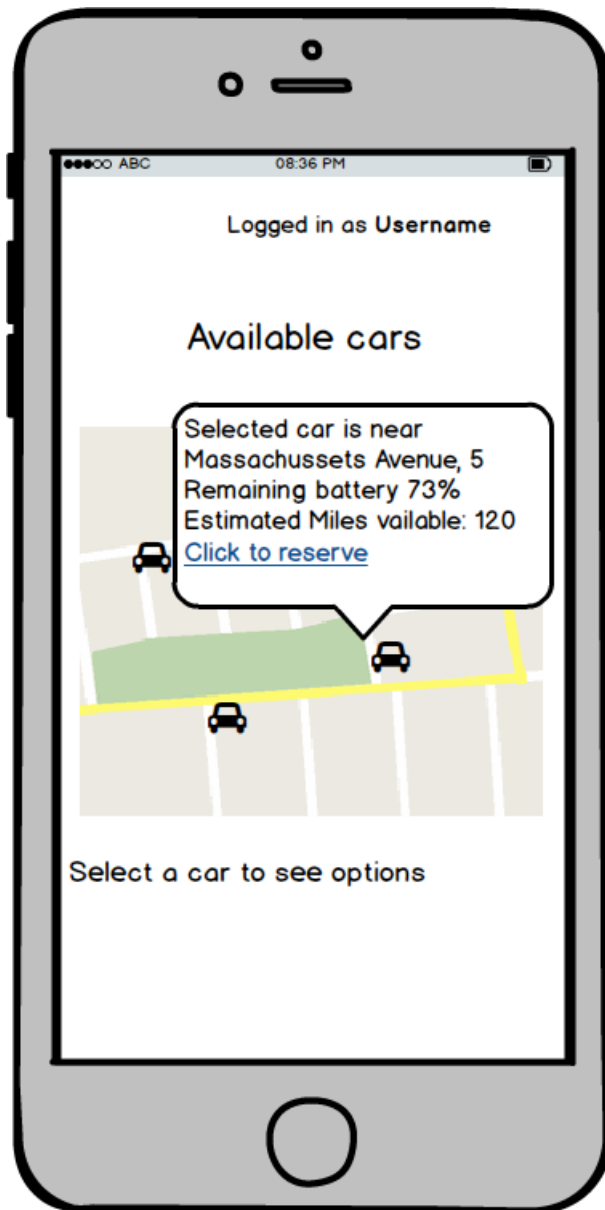 ABC 08:36 PM
Logged in as Username
Available cars
Selected car is near
Massachussets Avenue, 5
Remaining battery 73%
Estimated Miles vailable: 120
Click to reserve
Select a car to see options